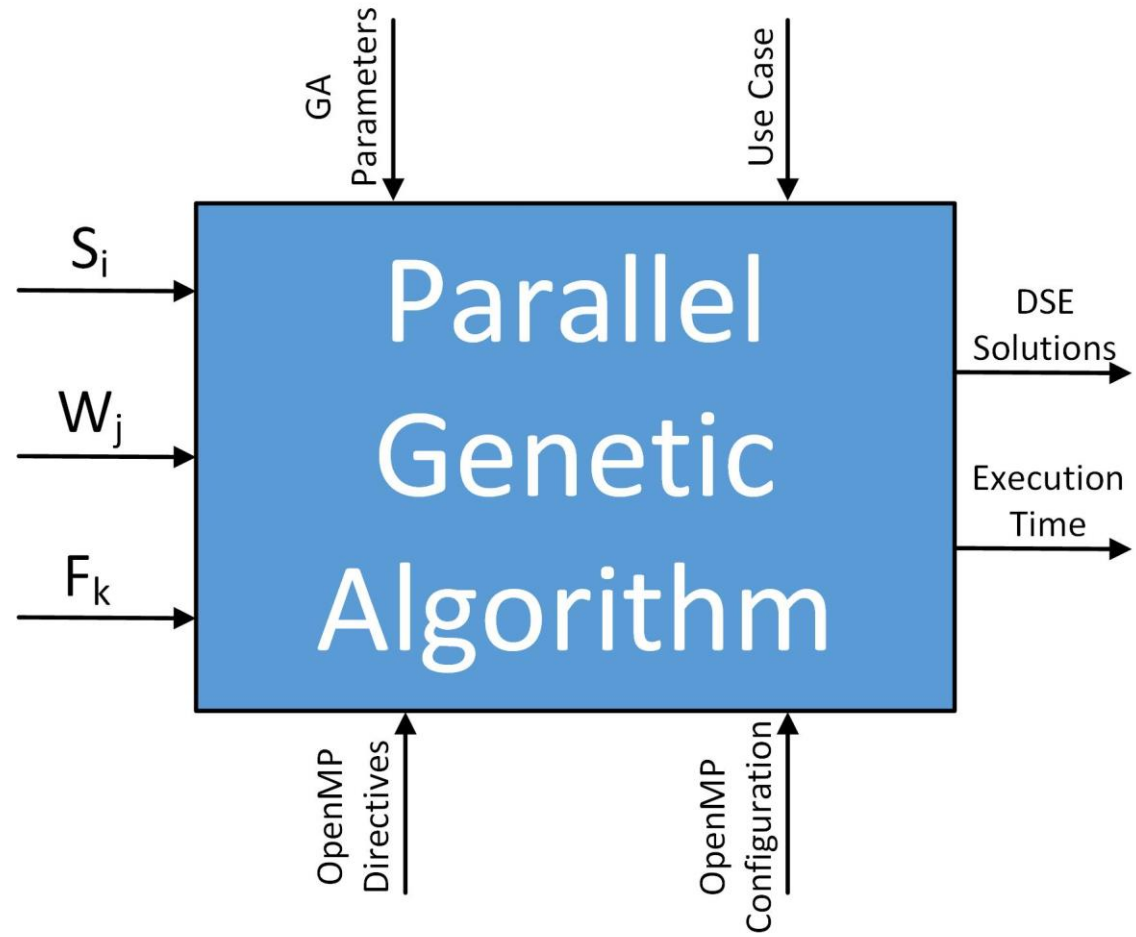 GA
Parameters
Use Case
Sᵢ
Wⱼ
Fₖ
Parallel
Genetic
Algorithm
DSE
Solutions
Execution
Time
OpenMP
Directives
OpenMP
Configuration